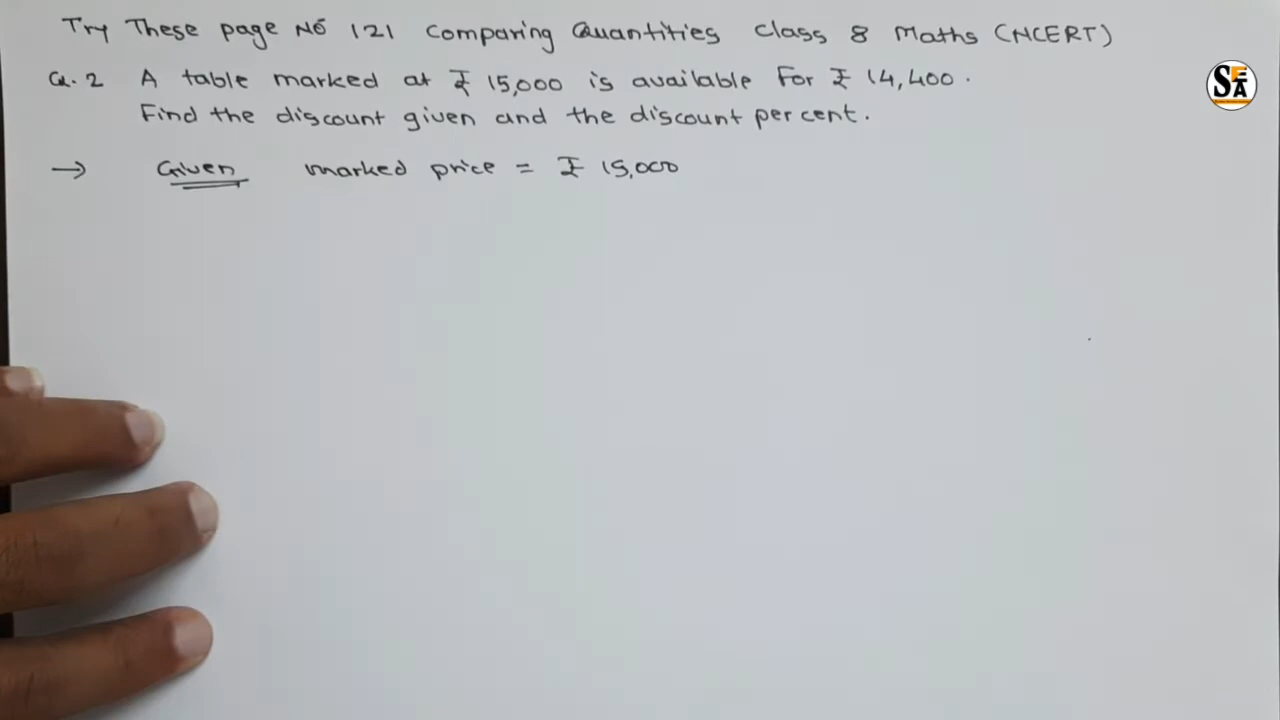 Try These page No 121 Comparing Quantities Class 8 Maths (NCERT)
Q.2 A table marked at ₹ 15,000 is available for ₹ 14,400.
Find the discount given and the discount per cent.
→ Given marked price = ₹ 15,000
SFA